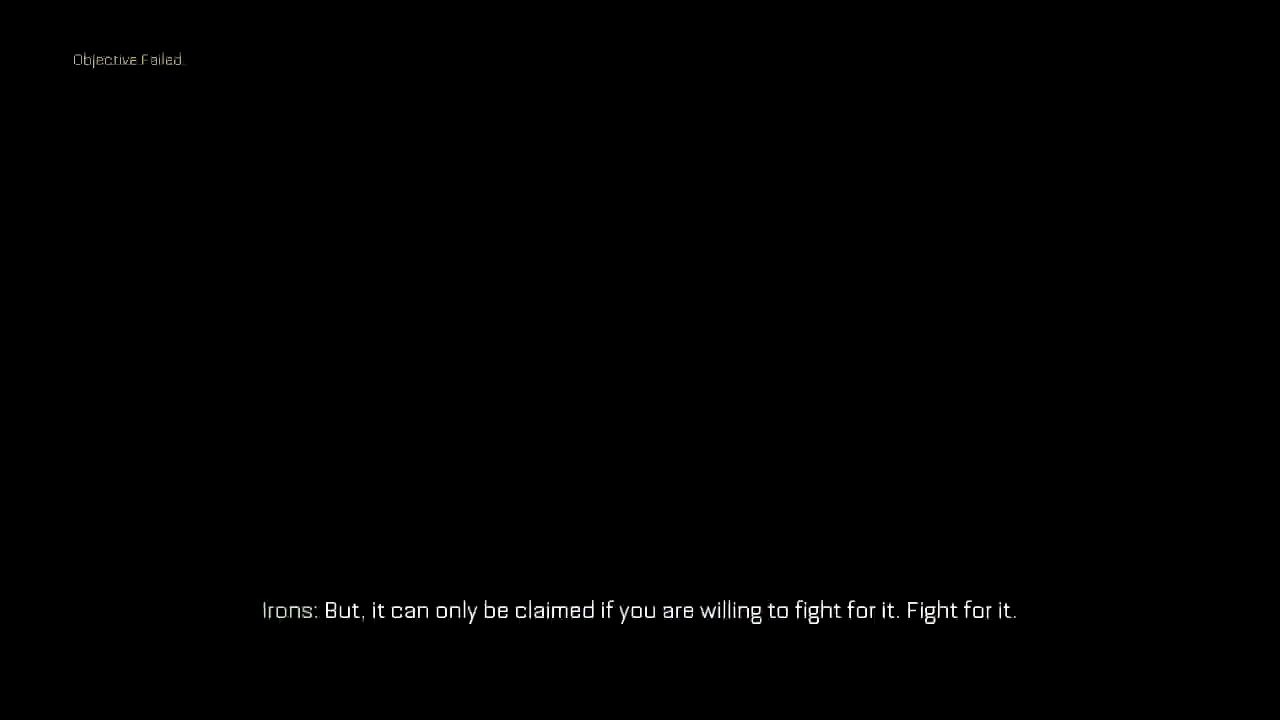 Objective Failed.
Irons: But, it can only be claimed if you are willing to fight for it. Fight for it.